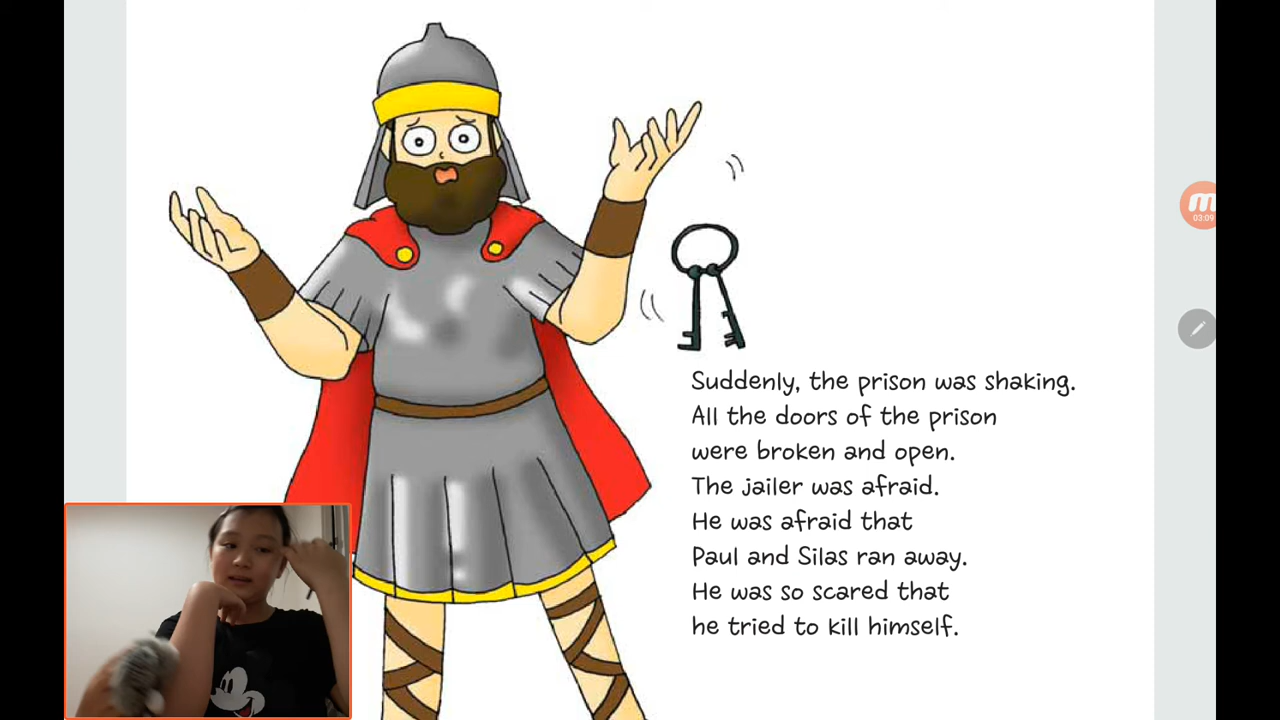 Suddenly, the prison was shaking.
All the doors of the prison
were broken and open.
The jailer was afraid.
He was afraid that
Paul and Silas ran away.
He was so scared that
he tried to kill himself.
03:09